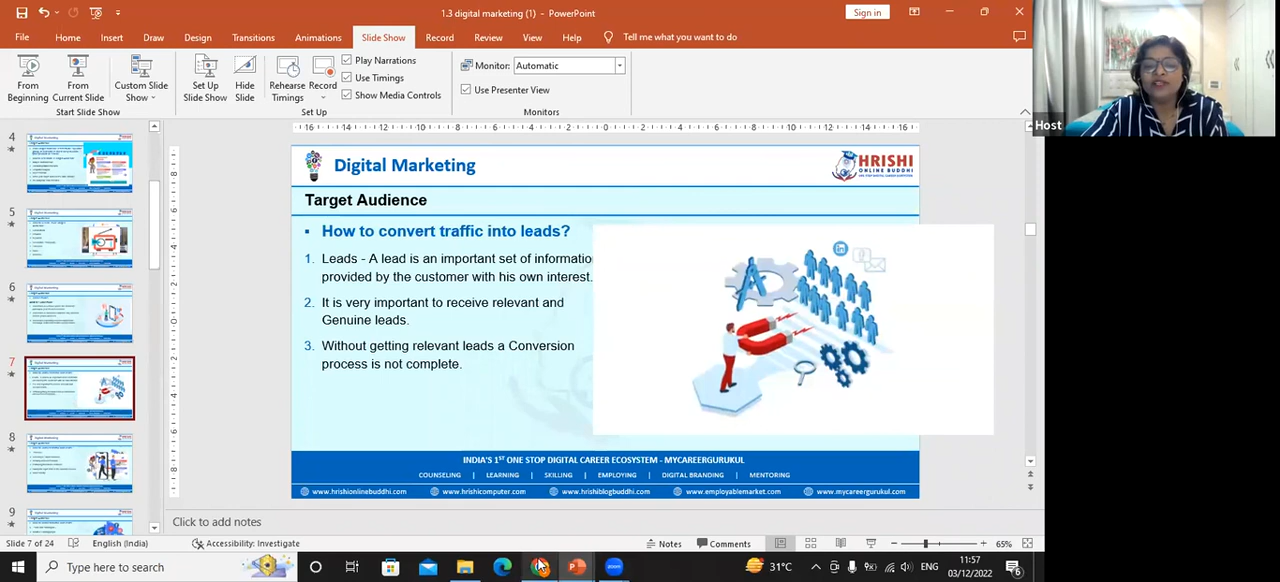 1.3 digital marketing (1) - PowerPoint
Sign in
File Home Insert Draw Design Transitions Animations Slide Show Record Review View Help Tell me what you want to do
From Beginning
From Current Slide
Custom Slide Show
Start Slide Show
Set Up Slide Show
Hide Slide
Rehearse Timings
Record
Play Narrations
Use Timings
Show Media Controls
Set Up
Monitor: Automatic
Use Presenter View
Monitors
Host
4
5
6
7
8
9
Digital Marketing
HRISHI
ONLINE BUDDHI
Target Audience
How to convert traffic into leads?
1. Leads - A lead is an important set of informatio
provided by the customer with his own interest.
2. It is very important to receive relevant and
Genuine leads.
3. Without getting relevant leads a Conversion
process is not complete.
INDIA'S 1ST ONE STOP DIGITAL CAREER ECOSYSTEM - MYCAREERGURUKUL
COUNSELING | LEARNING | SKILLING | EMPLOYING | DIGITAL BRANDING | MENTORING
www.hrishionlinebuddhi.com www.hrishicomputer.com www.hrishiblogbuddhi.com www.employablemarket.com www.mycareergurukul.com
Click to add notes
Slide 7 of 24 English (India) Accessibility: Investigate Notes Comments 65%
Type here to search
31°C ENG 11:57
03/12/2022
6